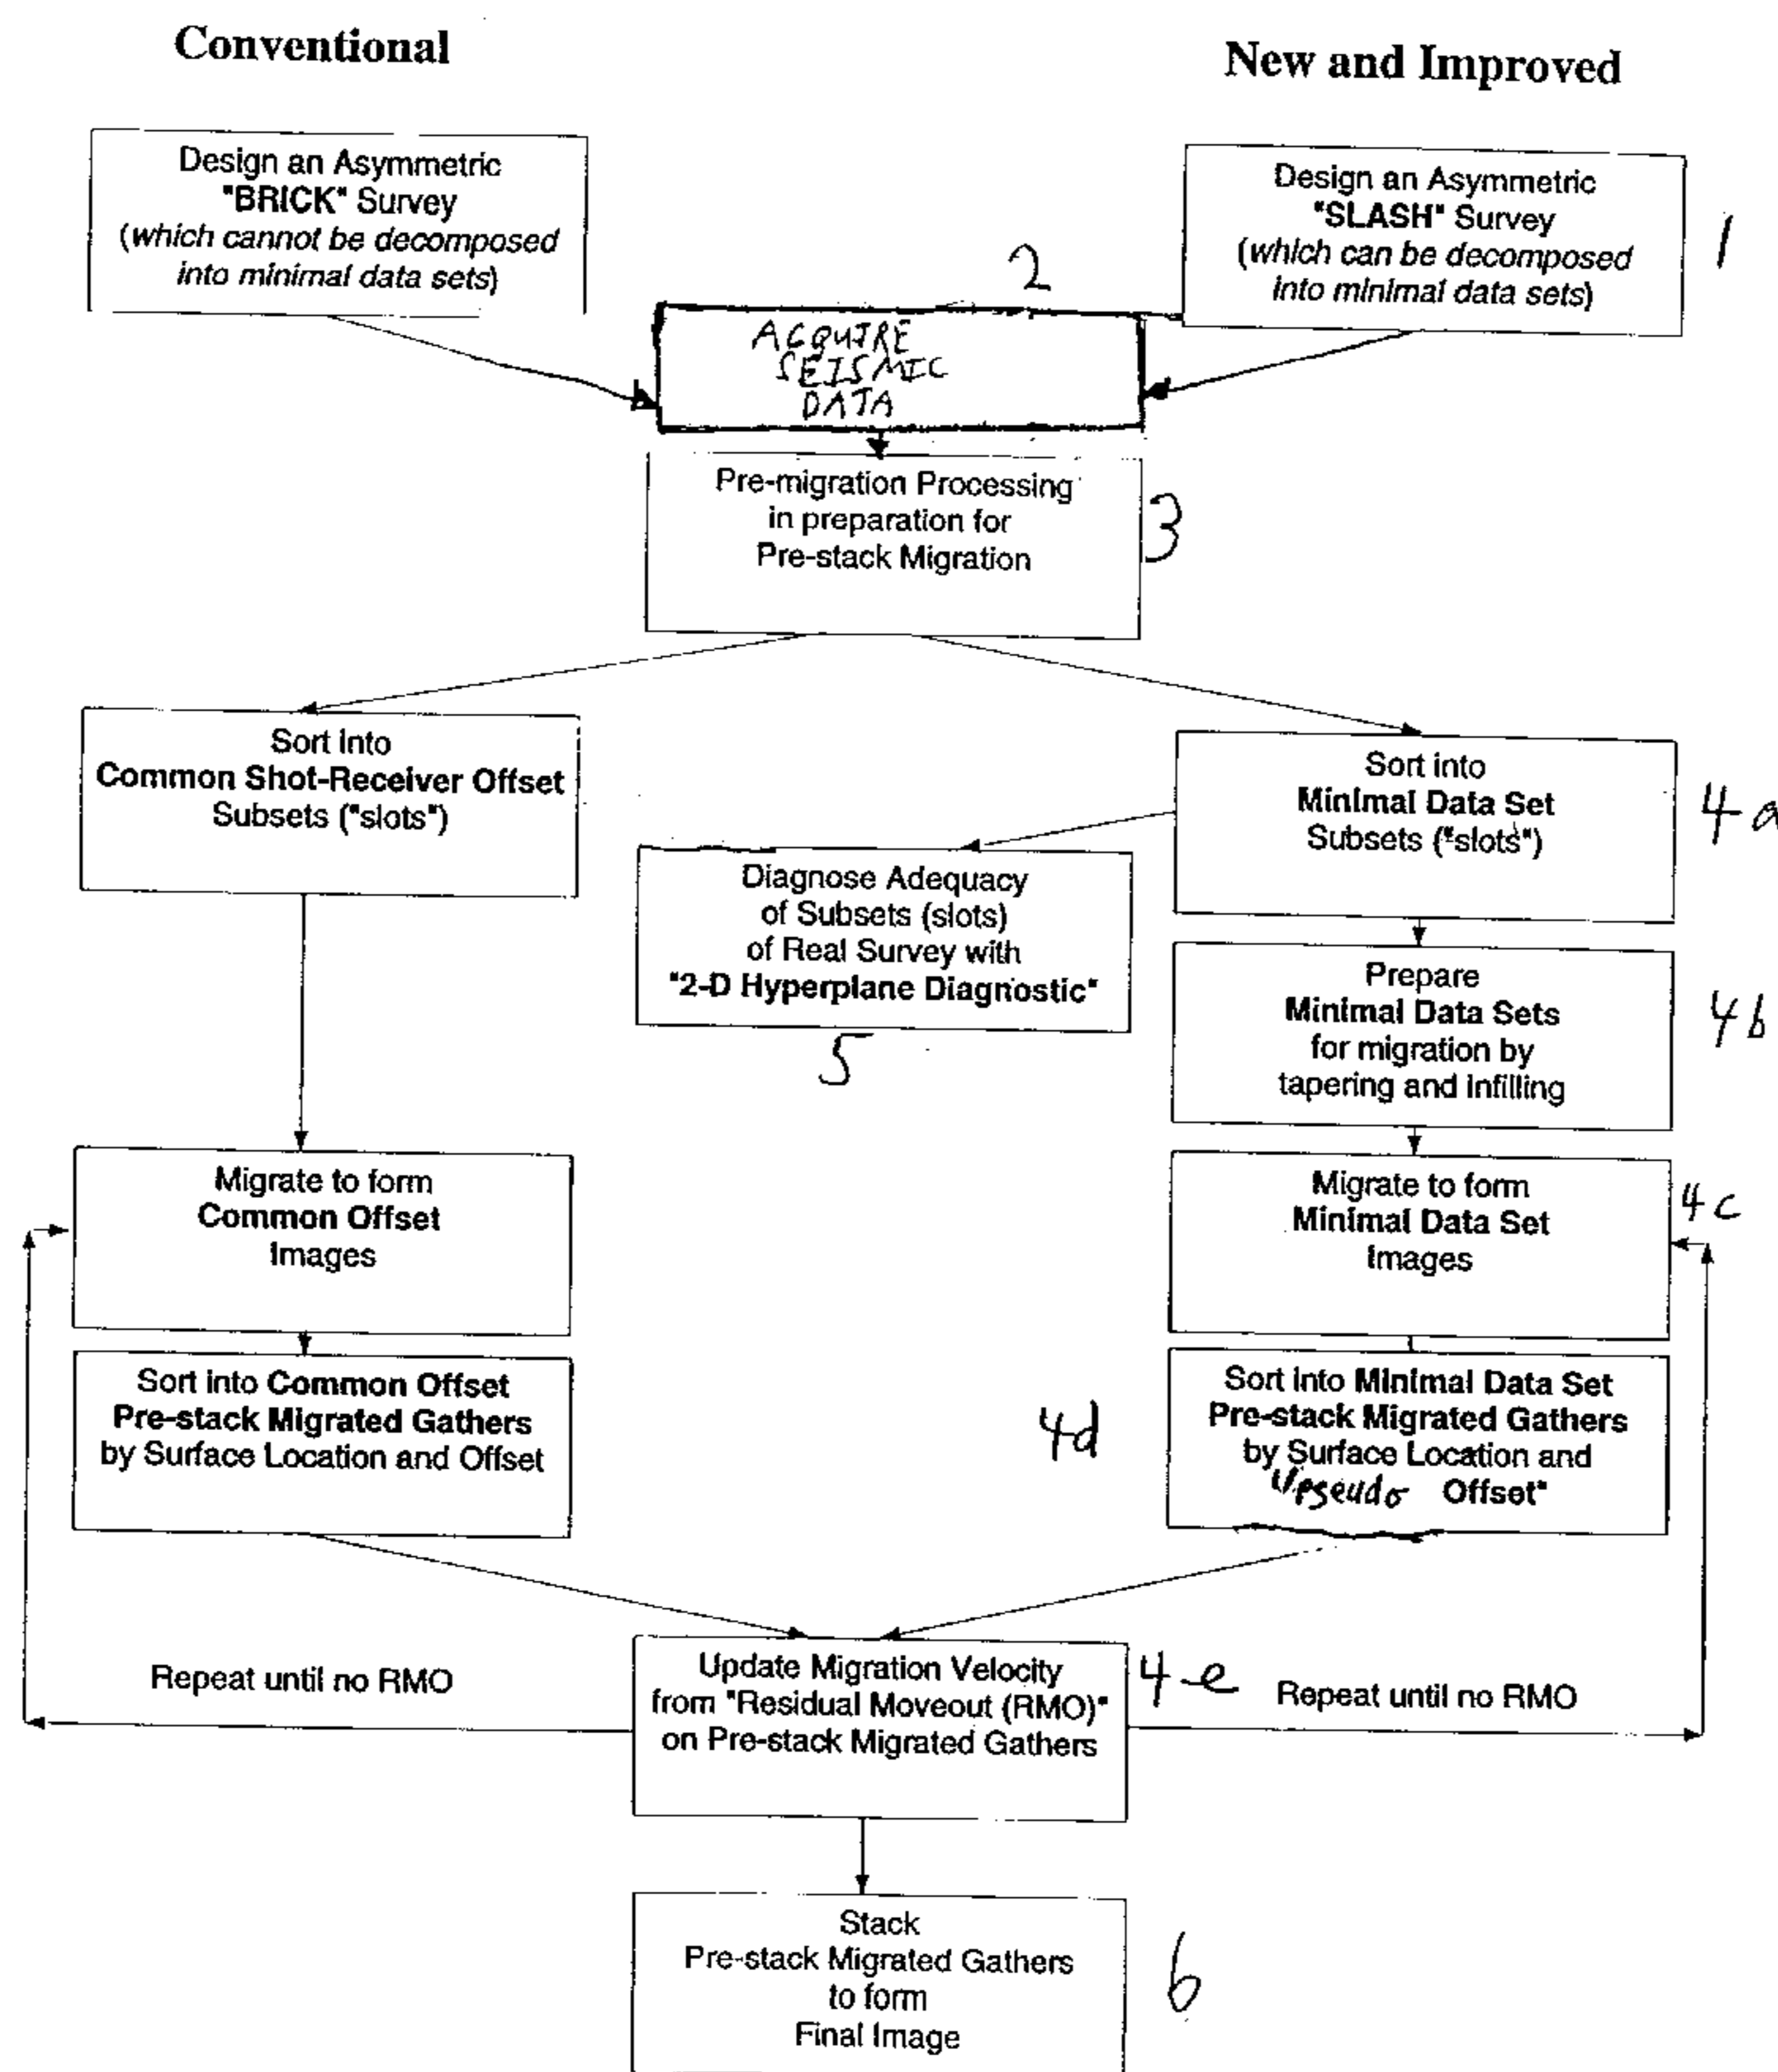 Conventional
New and Improved
Design an Asymmetric
"BRICK" Survey
(which cannot be decomposed
into minimal data sets)
Design an Asymmetric
"SLASH" Survey
(which can be decomposed
into minimal data sets)
1
2
ACQUIRE
SEISMIC
DATA
Pre-migration Processing
in preparation for
Pre-stack Migration
3
Sort into
Common Shot-Receiver Offset
Subsets ("slots")
Sort into
Minimal Data Set
Subsets ("slots")
4a
Diagnose Adequacy
of Subsets (slots)
of Real Survey with
"2-D Hyperplane Diagnostic"
5
Prepare
Minimal Data Sets
for migration by
tapering and infilling
4b
Migrate to form
Common Offset
Images
Migrate to form
Minimal Data Set
Images
4c
Sort into Common Offset
Pre-stack Migrated Gathers
by Surface Location and Offset
4d
Sort into Minimal Data Set
Pre-stack Migrated Gathers
by Surface Location and
"Pseudo Offset"
Repeat until no RMO
Update Migration Velocity
from "Residual Moveout (RMO)"
on Pre-stack Migrated Gathers
4-e
Repeat until no RMO
Stack
Pre-stack Migrated Gathers
to form
Final Image
6